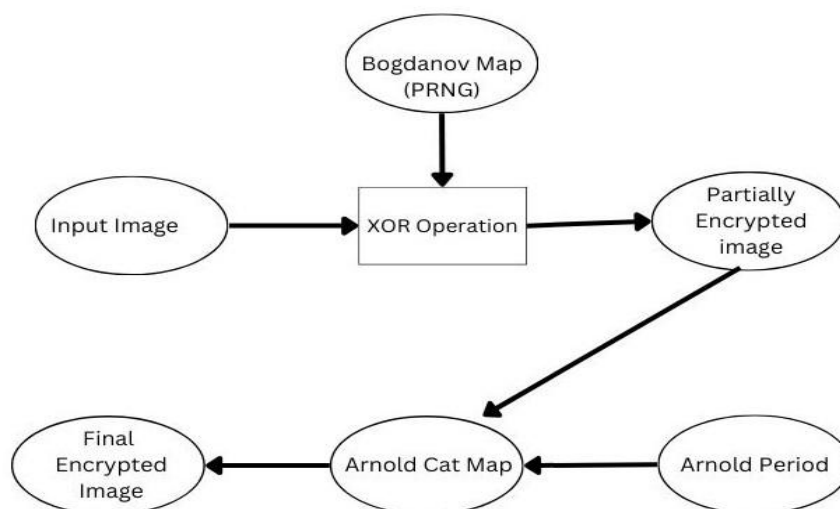 Bogdanov Map
(PRNG)
Input Image
XOR Operation
Partially
Encrypted
image
Final
Encrypted
Image
Arnold Cat Map
Arnold Period